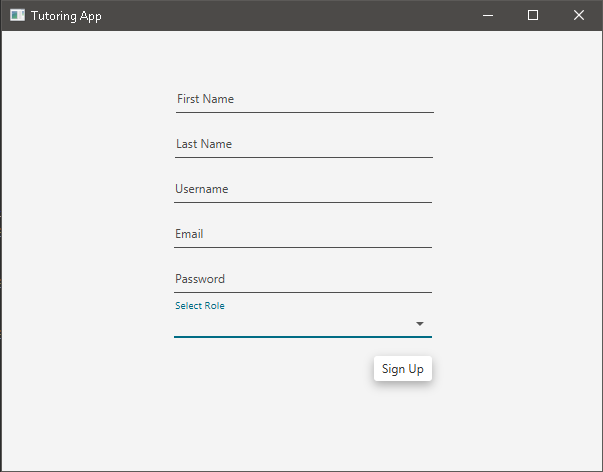 Tutoring App
First Name
Last Name
Username
Email
Password
Select Role
Sign Up